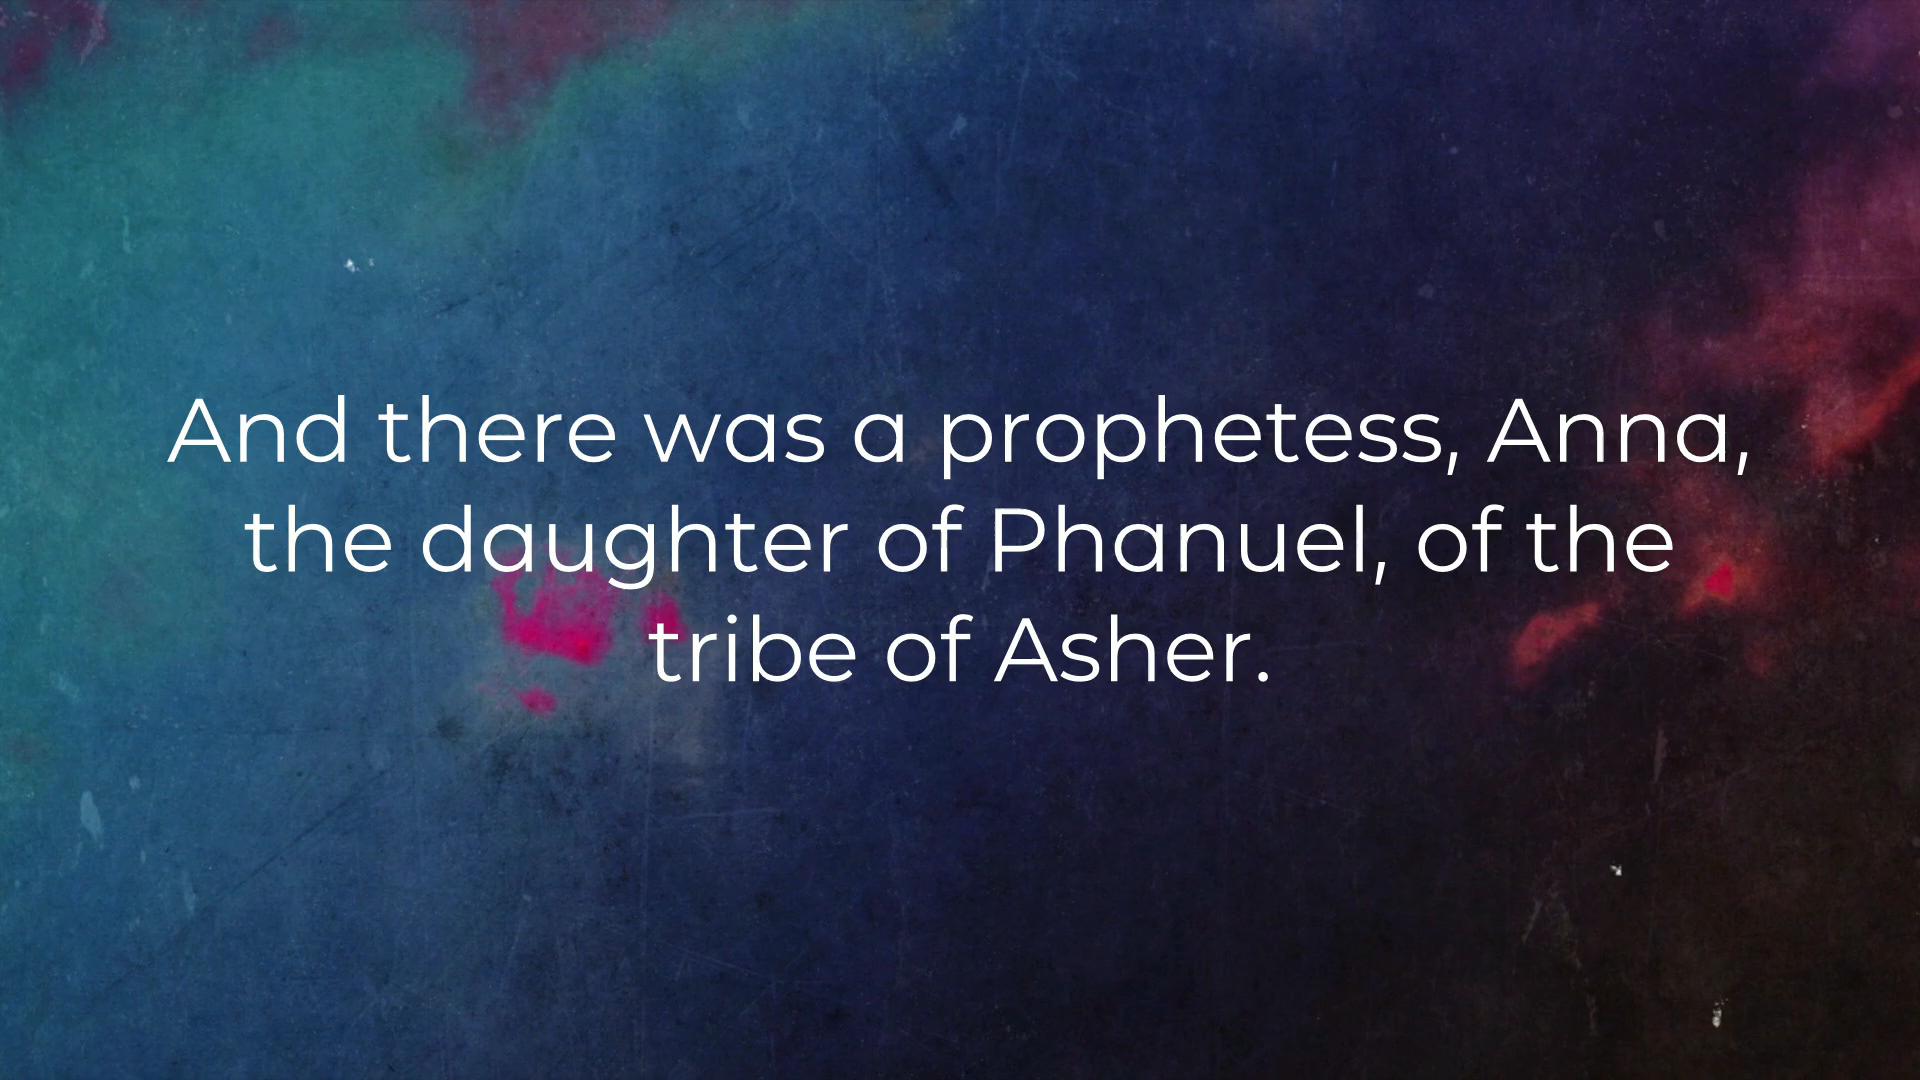 And there was a prophetess, Anna,
the daughter of Phanuel, of the
tribe of Asher.